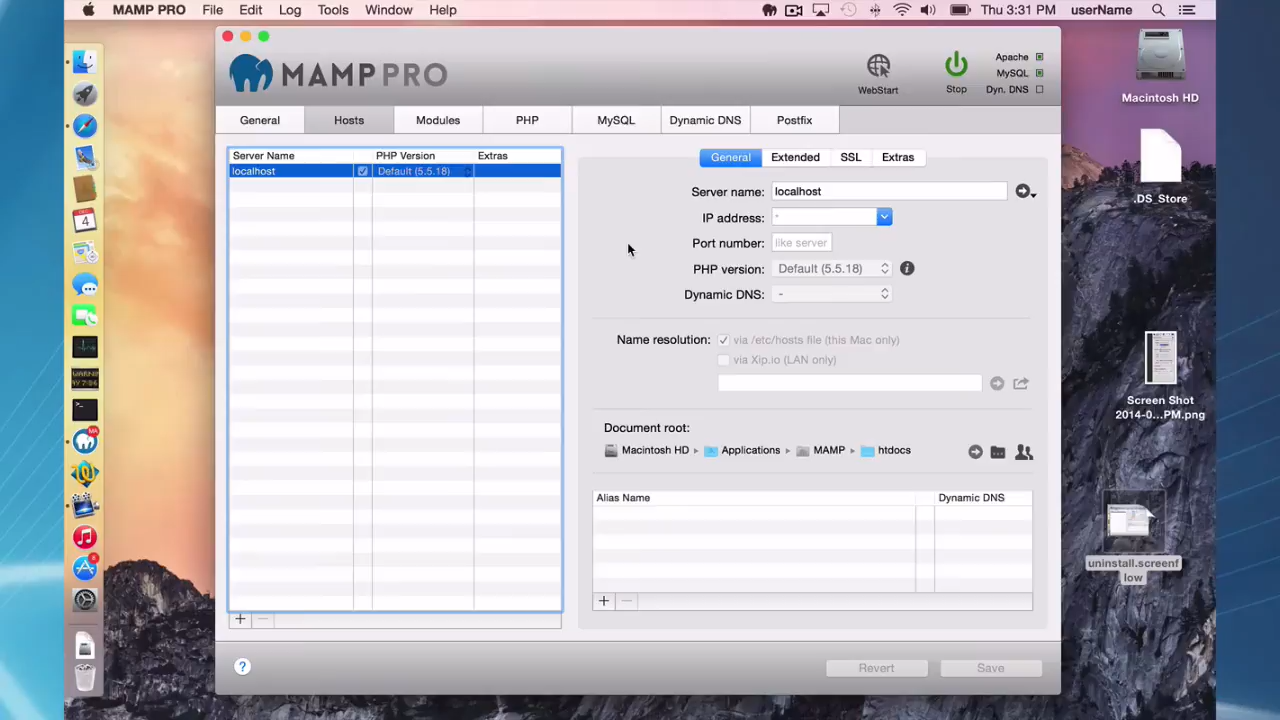 MAMP PRO File Edit Log Tools Window Help Thu 3:31 PM userName
MAMP PRO
WebStart
Stop
Apache
MySQL
Dyn. DNS
General Hosts Modules PHP MySQL Dynamic DNS Postfix
Server Name PHP Version Extras
localhost Default (5.5.18)
General Extended SSL Extras
Server name: localhost
IP address: *
Port number: like server
PHP version: Default (5.5.18)
Dynamic DNS: -
Name resolution: via /etc/hosts file (this Mac only)
via Xip.io (LAN only)
Document root:
Macintosh HD Applications MAMP htdocs
Alias Name Dynamic DNS
Revert Save
Macintosh HD
.DS_Store
Screen Shot
2014-0...PM.png
uninstall.screenf
low
DEC
4